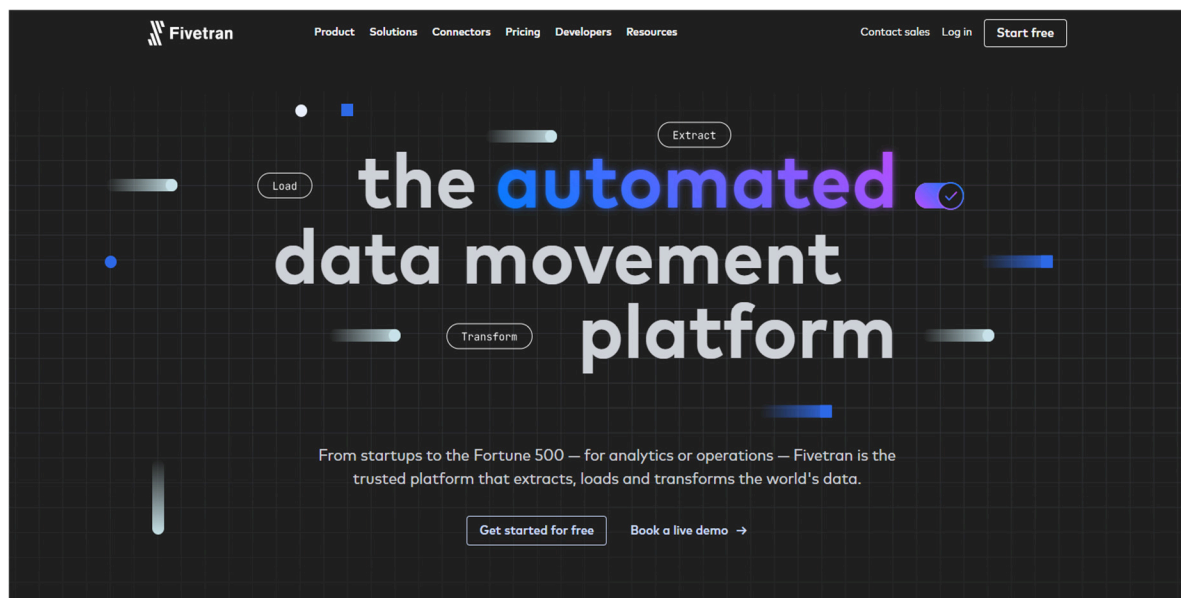 Fivetran
Product Solutions Connectors Pricing Developers Resources
Contact sales Log in Start free
Extract
Load
the automated
data movement
Transform
platform
From startups to the Fortune 500 — for analytics or operations — Fivetran is the
trusted platform that extracts, loads and transforms the world's data.
Get started for free Book a live demo →